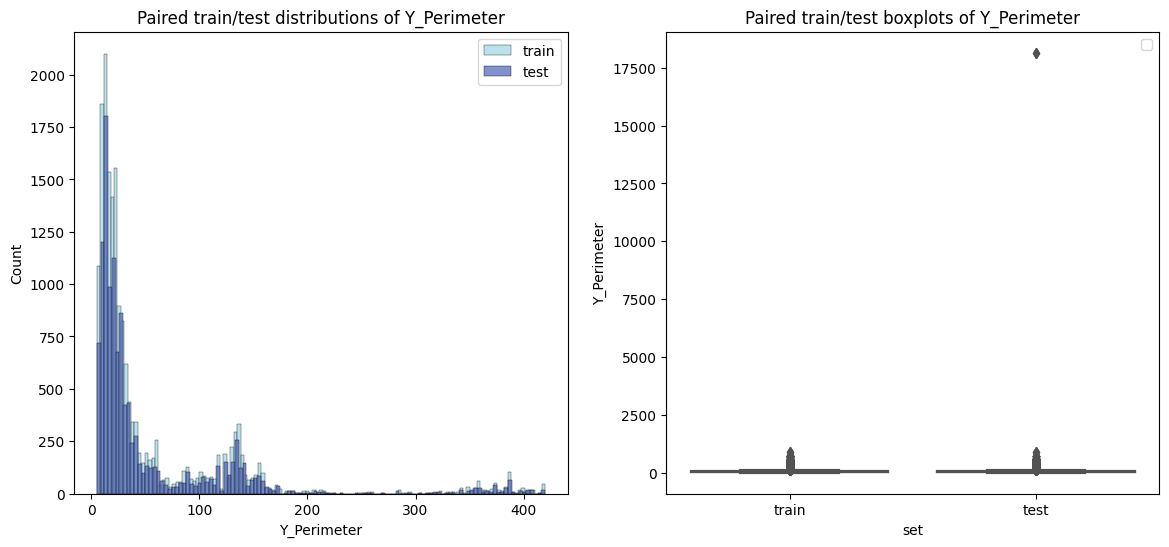 Paired train/test distributions of Y_Perimeter
train
test
2000
1750
1500
1250
1000
750
500
250
0
Count
0 100 200 300 400
Y_Perimeter
Paired train/test boxplots of Y_Perimeter
17500
15000
12500
10000
7500
5000
2500
0
Y_Perimeter
train test
set